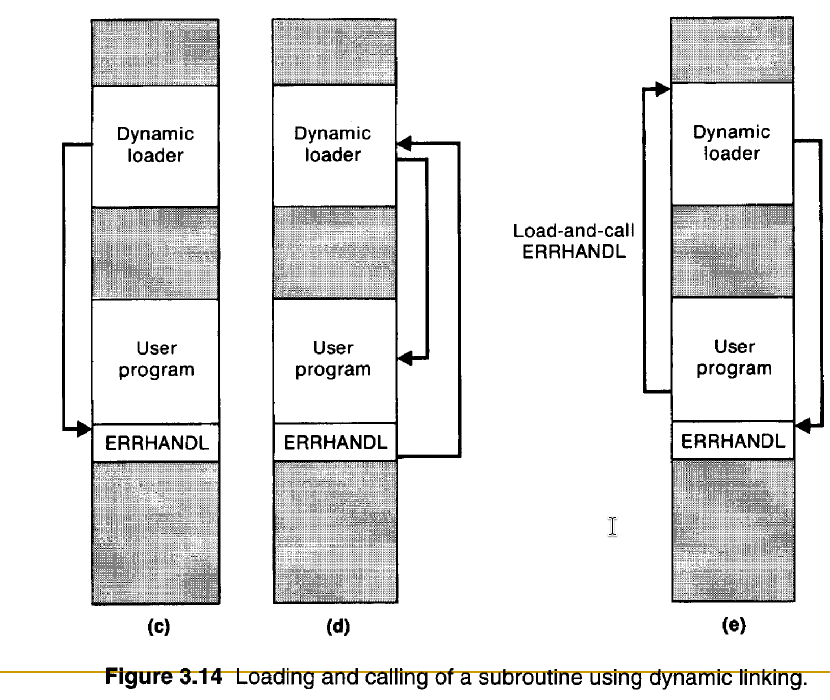 Dynamic
loader
User
program
ERRHANDL
(c)
Dynamic
loader
User
program
ERRHANDL
(d)
Load-and-call
ERRHANDL
Dynamic
loader
User
program
ERRHANDL
(e)
Figure 3.14 Loading and calling of a subroutine using dynamic linking.